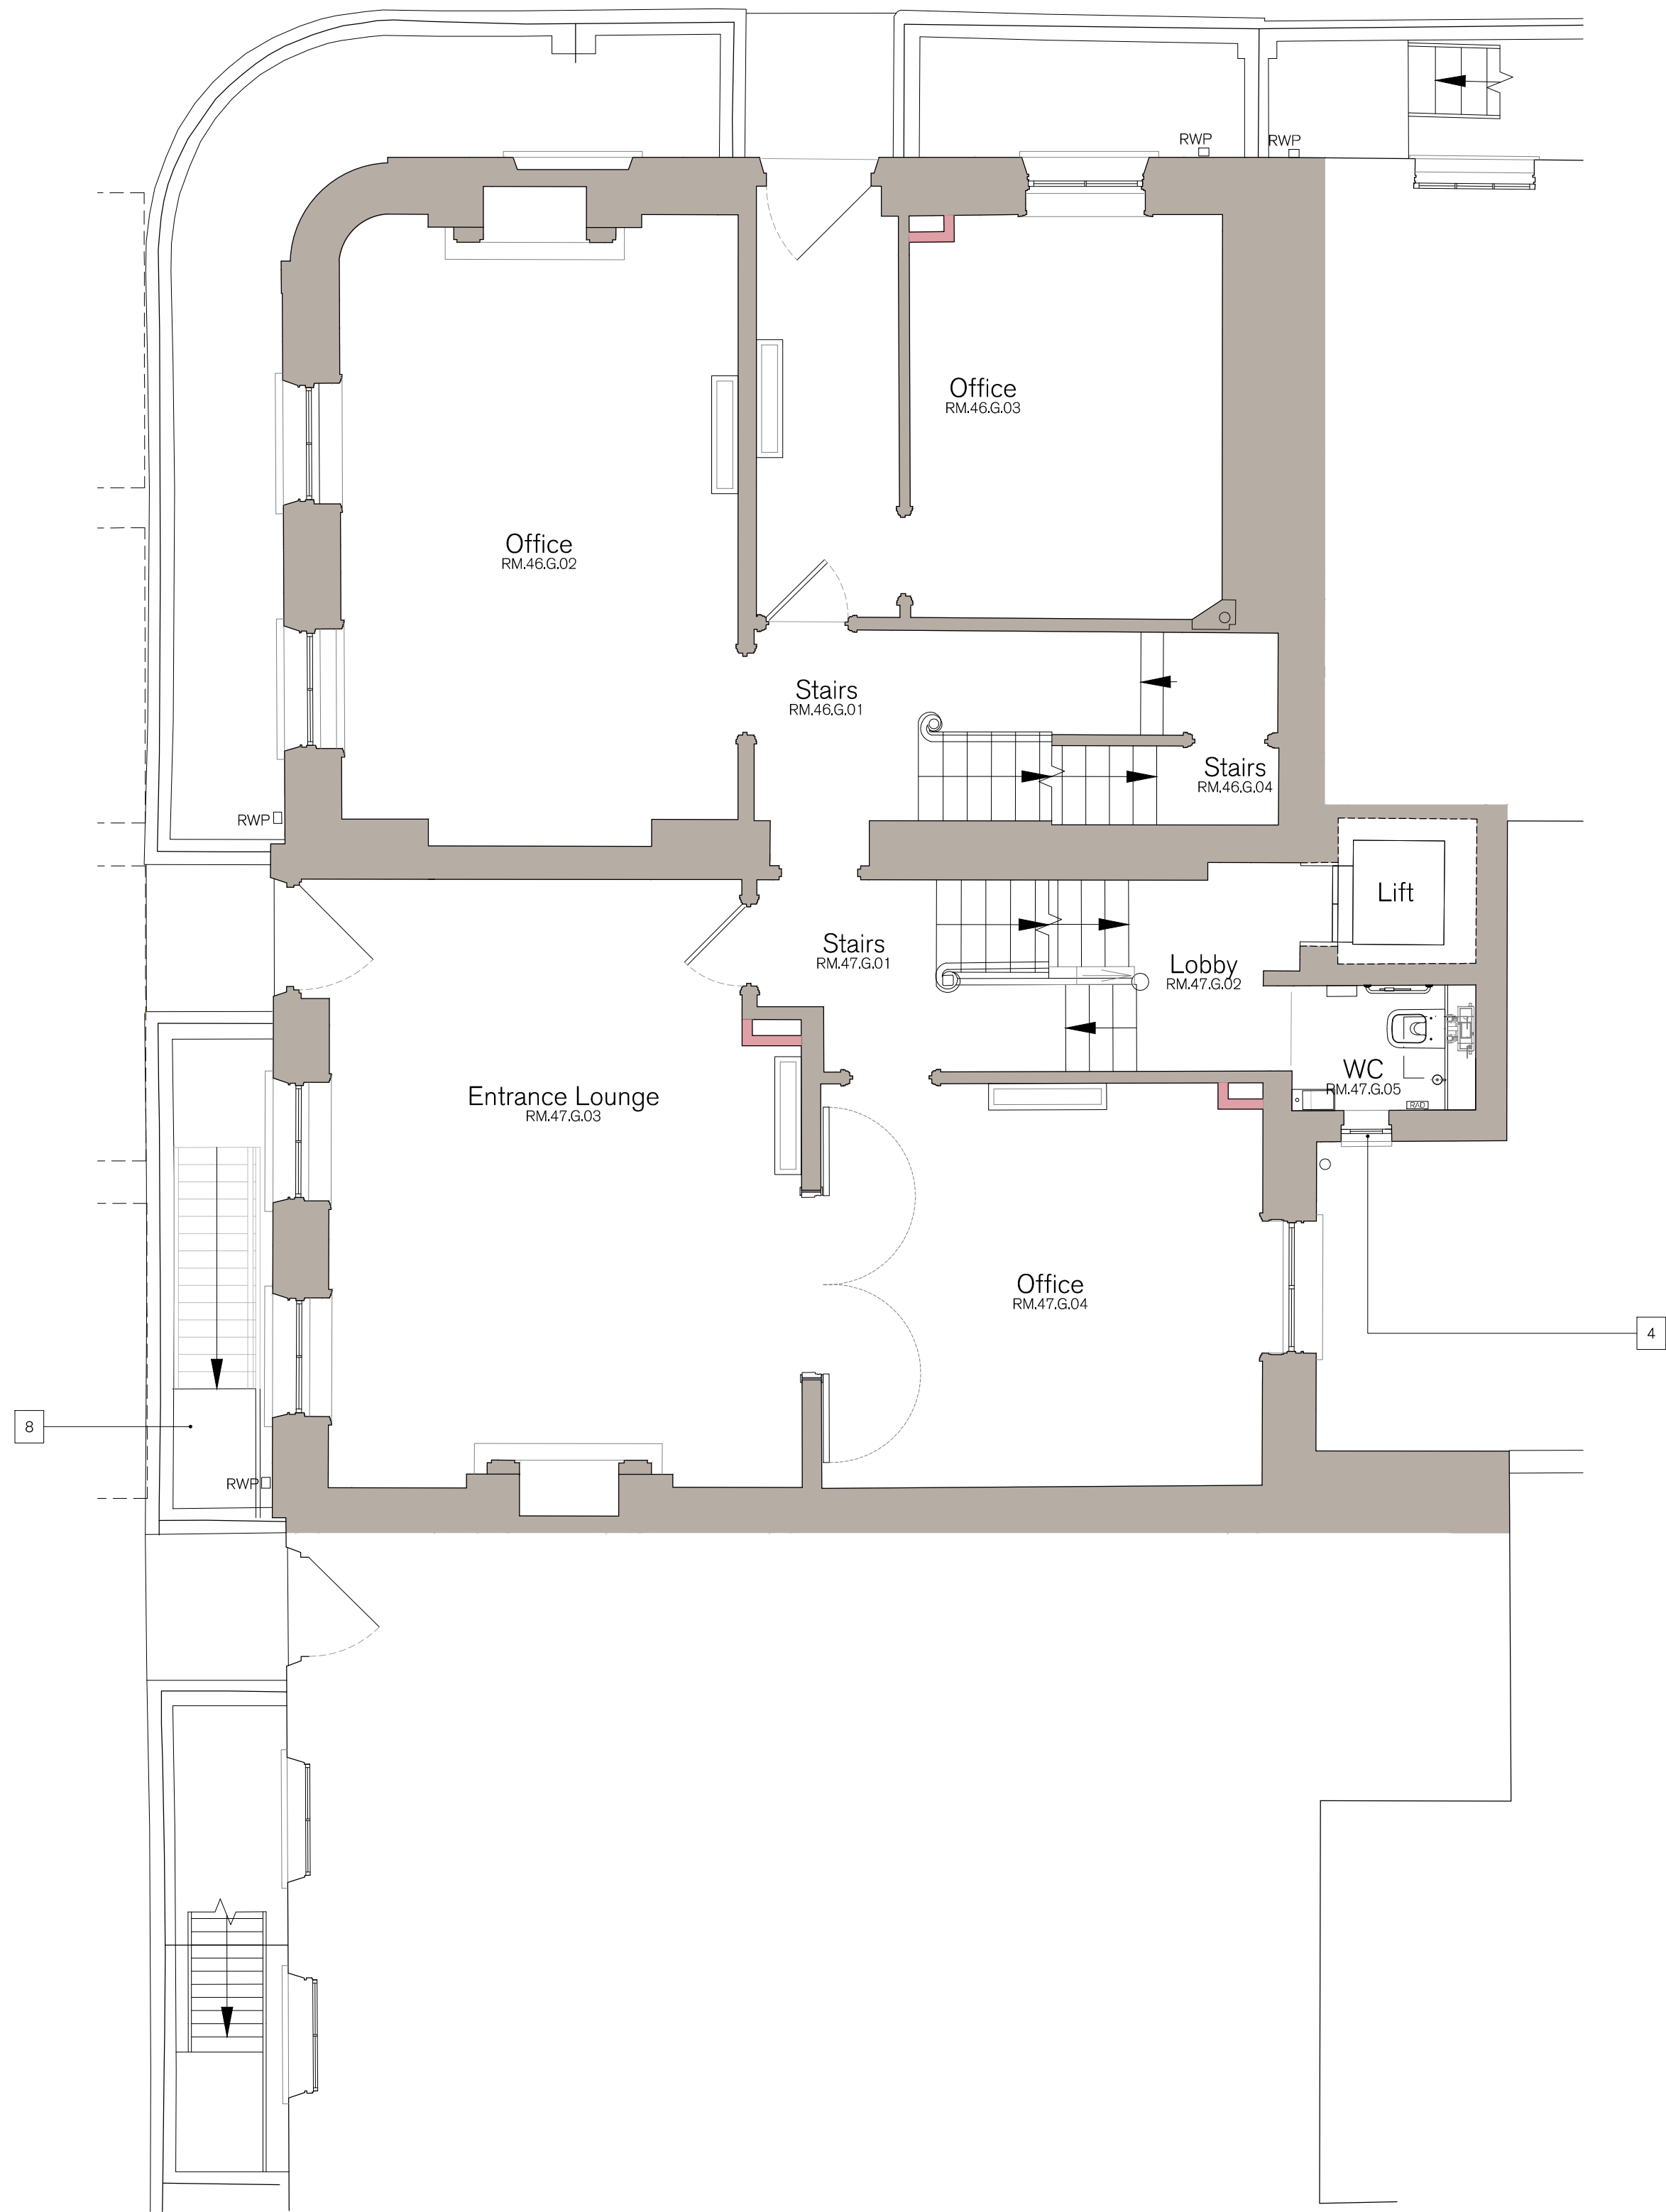 RWP
RWP
Office
RM.46.G.03
Office
RM.46.G.02
Stairs
RM.46.G.01
Stairs
RM.46.G.04
RWP
Lift
Stairs
RM.47.G.01
Lobby
RM.47.G.02
WC
RM.47.G.05
RAD
Entrance Lounge
RM.47.G.03
Office
RM.47.G.04
4
8
RWP